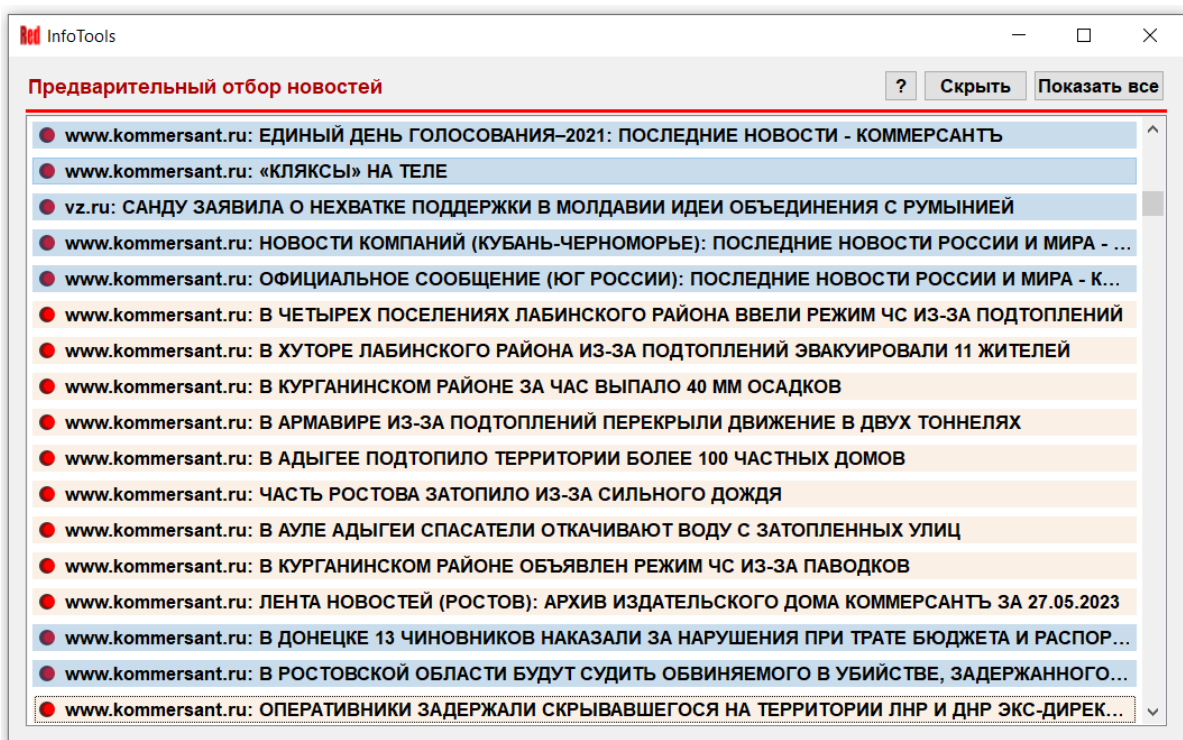 Red InfoTools
Предварительный отбор новостей
? Скрыть Показать все
www.kommersant.ru: ЕДИНЫЙ ДЕНЬ ГОЛОСОВАНИЯ–2021: ПОСЛЕДНИЕ НОВОСТИ - КОММЕРСАНТЪ
www.kommersant.ru: «КЛЯКСЫ» НА ТЕЛЕ
vz.ru: САНДУ ЗАЯВИЛА О НЕХВАТКЕ ПОДДЕРЖКИ В МОЛДАВИИ ИДЕИ ОБЪЕДИНЕНИЯ С РУМЫНИЕЙ
www.kommersant.ru: НОВОСТИ КОМПАНИЙ (КУБАНЬ-ЧЕРНОМОРЬЕ): ПОСЛЕДНИЕ НОВОСТИ РОССИИ И МИРА - ...
www.kommersant.ru: ОФИЦИАЛЬНОЕ СООБЩЕНИЕ (ЮГ РОССИИ): ПОСЛЕДНИЕ НОВОСТИ РОССИИ И МИРА - К...
www.kommersant.ru: В ЧЕТЫРЕХ ПОСЕЛЕНИЯХ ЛАБИНСКОГО РАЙОНА ВВЕЛИ РЕЖИМ ЧС ИЗ-ЗА ПОДТОПЛЕНИЙ
www.kommersant.ru: В ХУТОРЕ ЛАБИНСКОГО РАЙОНА ИЗ-ЗА ПОДТОПЛЕНИЙ ЭВАКУИРОВАЛИ 11 ЖИТЕЛЕЙ
www.kommersant.ru: В КУРГАНИНСКОМ РАЙОНЕ ЗА ЧАС ВЫПАЛО 40 ММ ОСАДКОВ
www.kommersant.ru: В АРМАВИРЕ ИЗ-ЗА ПОДТОПЛЕНИЙ ПЕРЕКРЫЛИ ДВИЖЕНИЕ В ДВУХ ТОННЕЛЯХ
www.kommersant.ru: В АДЫГЕЕ ПОДТОПИЛО ТЕРРИТОРИИ БОЛЕЕ 100 ЧАСТНЫХ ДОМОВ
www.kommersant.ru: ЧАСТЬ РОСТОВА ЗАТОПИЛО ИЗ-ЗА СИЛЬНОГО ДОЖДЯ
www.kommersant.ru: В АУЛЕ АДЫГЕИ СПАСАТЕЛИ ОТКАЧИВАЮТ ВОДУ С ЗАТОПЛЕННЫХ УЛИЦ
www.kommersant.ru: В КУРГАНИНСКОМ РАЙОНЕ ОБЪЯВЛЕН РЕЖИМ ЧС ИЗ-ЗА ПАВОДКОВ
www.kommersant.ru: ЛЕНТА НОВОСТЕЙ (РОСТОВ): АРХИВ ИЗДАТЕЛЬСКОГО ДОМА КОММЕРСАНТЪ ЗА 27.05.2023
www.kommersant.ru: В ДОНЕЦКЕ 13 ЧИНОВНИКОВ НАКАЗАЛИ ЗА НАРУШЕНИЯ ПРИ ТРАТЕ БЮДЖЕТА И РАСПОР...
www.kommersant.ru: В РОСТОВСКОЙ ОБЛАСТИ БУДУТ СУДИТЬ ОБВИНЯЕМОГО В УБИЙСТВЕ, ЗАДЕРЖАННОГО...
www.kommersant.ru: ОПЕРАТИВНИКИ ЗАДЕРЖАЛИ СКРЫВАВШЕГОСЯ НА ТЕРРИТОРИИ ЛНР И ДНР ЭКС-ДИРЕК...